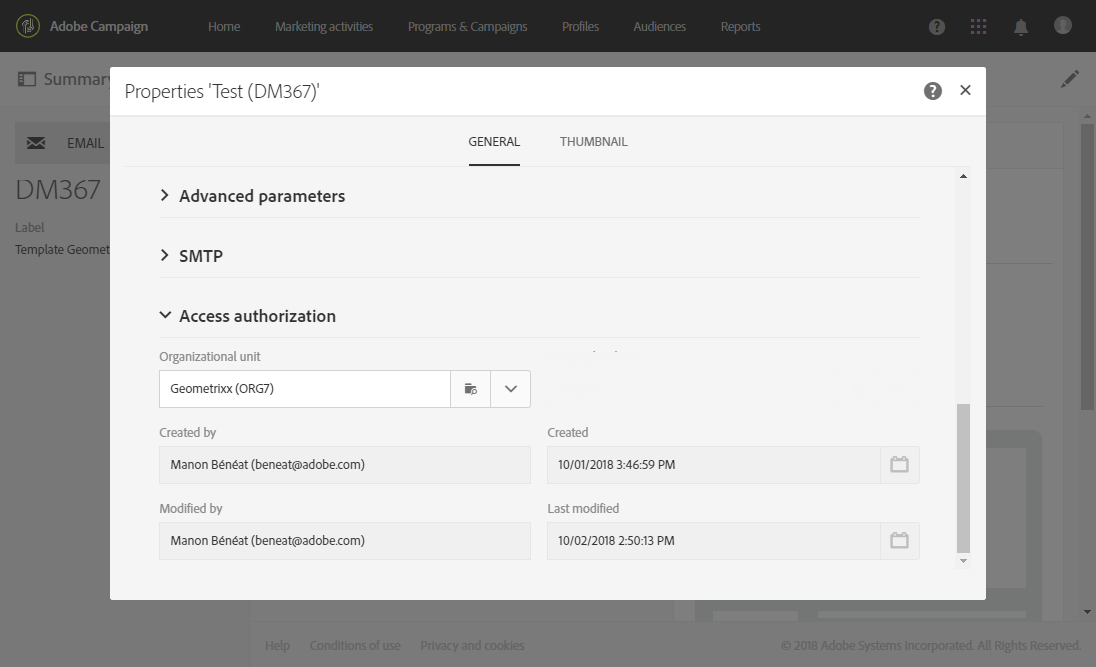 Adobe Campaign Home Marketing activities Programs & Campaigns Profiles Audiences Reports
Summary
Properties 'Test (DM367)'
GENERAL THUMBNAIL
EMAIL
DM367
Label
Template Geomet
Advanced parameters
SMTP
Access authorization
Organizational unit
Geometrixx (ORG7)
Created by Created
Manon Bénéat (beneat@adobe.com) 10/01/2018 3:46:59 PM
Modified by Last modified
Manon Bénéat (beneat@adobe.com) 10/02/2018 2:50:13 PM
Help Conditions of use Privacy and cookies © 2018 Adobe Systems Incorporated. All Rights Reserved.